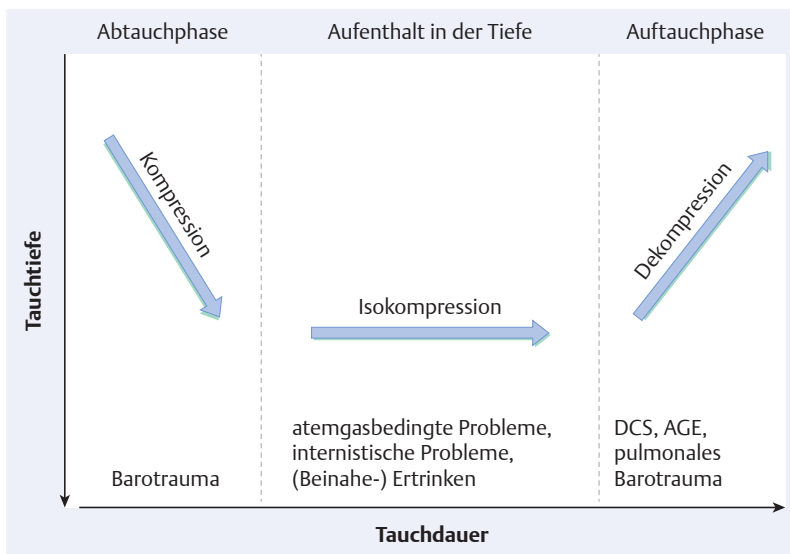 Abtauchphase
Aufenthalt in der Tiefe
Auftauchphase
Kompression
Dekompression
Isokompression
Tauchtiefe
Barotrauma
atemgasbedingte Probleme,
internistische Probleme,
(Beinahe-) Ertrinken
DCS, AGE,
pulmonales
Barotrauma
Tauchdauer